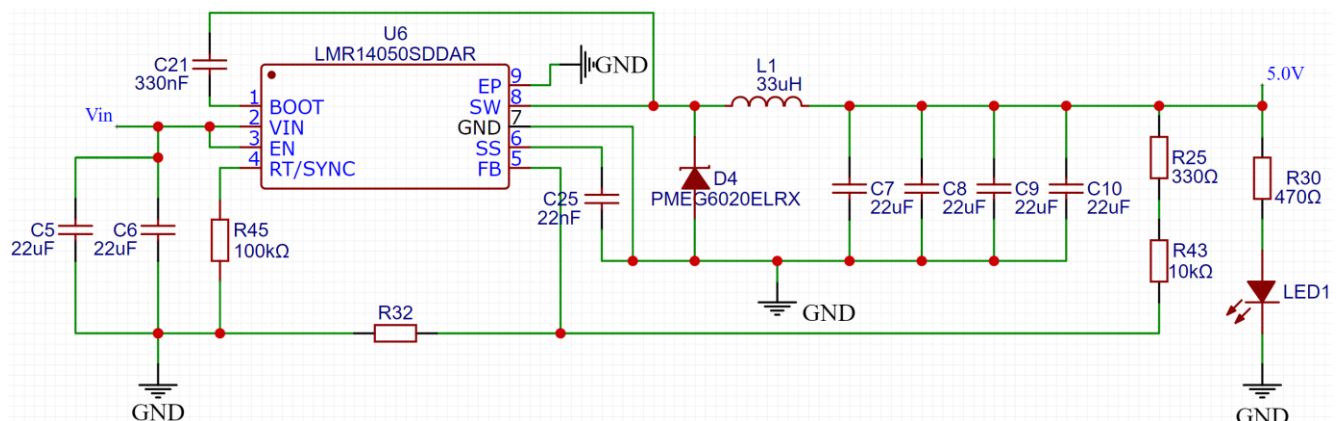 U6
LMR14050SDDAR
C21
330nF
1
BOOT
2
VIN
3
EN
4
RT/SYNC
EP
9
SW
8
GND
7
SS
6
FB
5
GND
Vin
L1
33uH
5.0V
C5
22uF
C6
22uF
R45
100kΩ
C25
22nF
D4
PMEG6020ELRX
C7
22uF
C8
22uF
C9
22uF
C10
22uF
R25
330Ω
R43
10kΩ
R30
470Ω
LED1
R32
GND
GND
GND